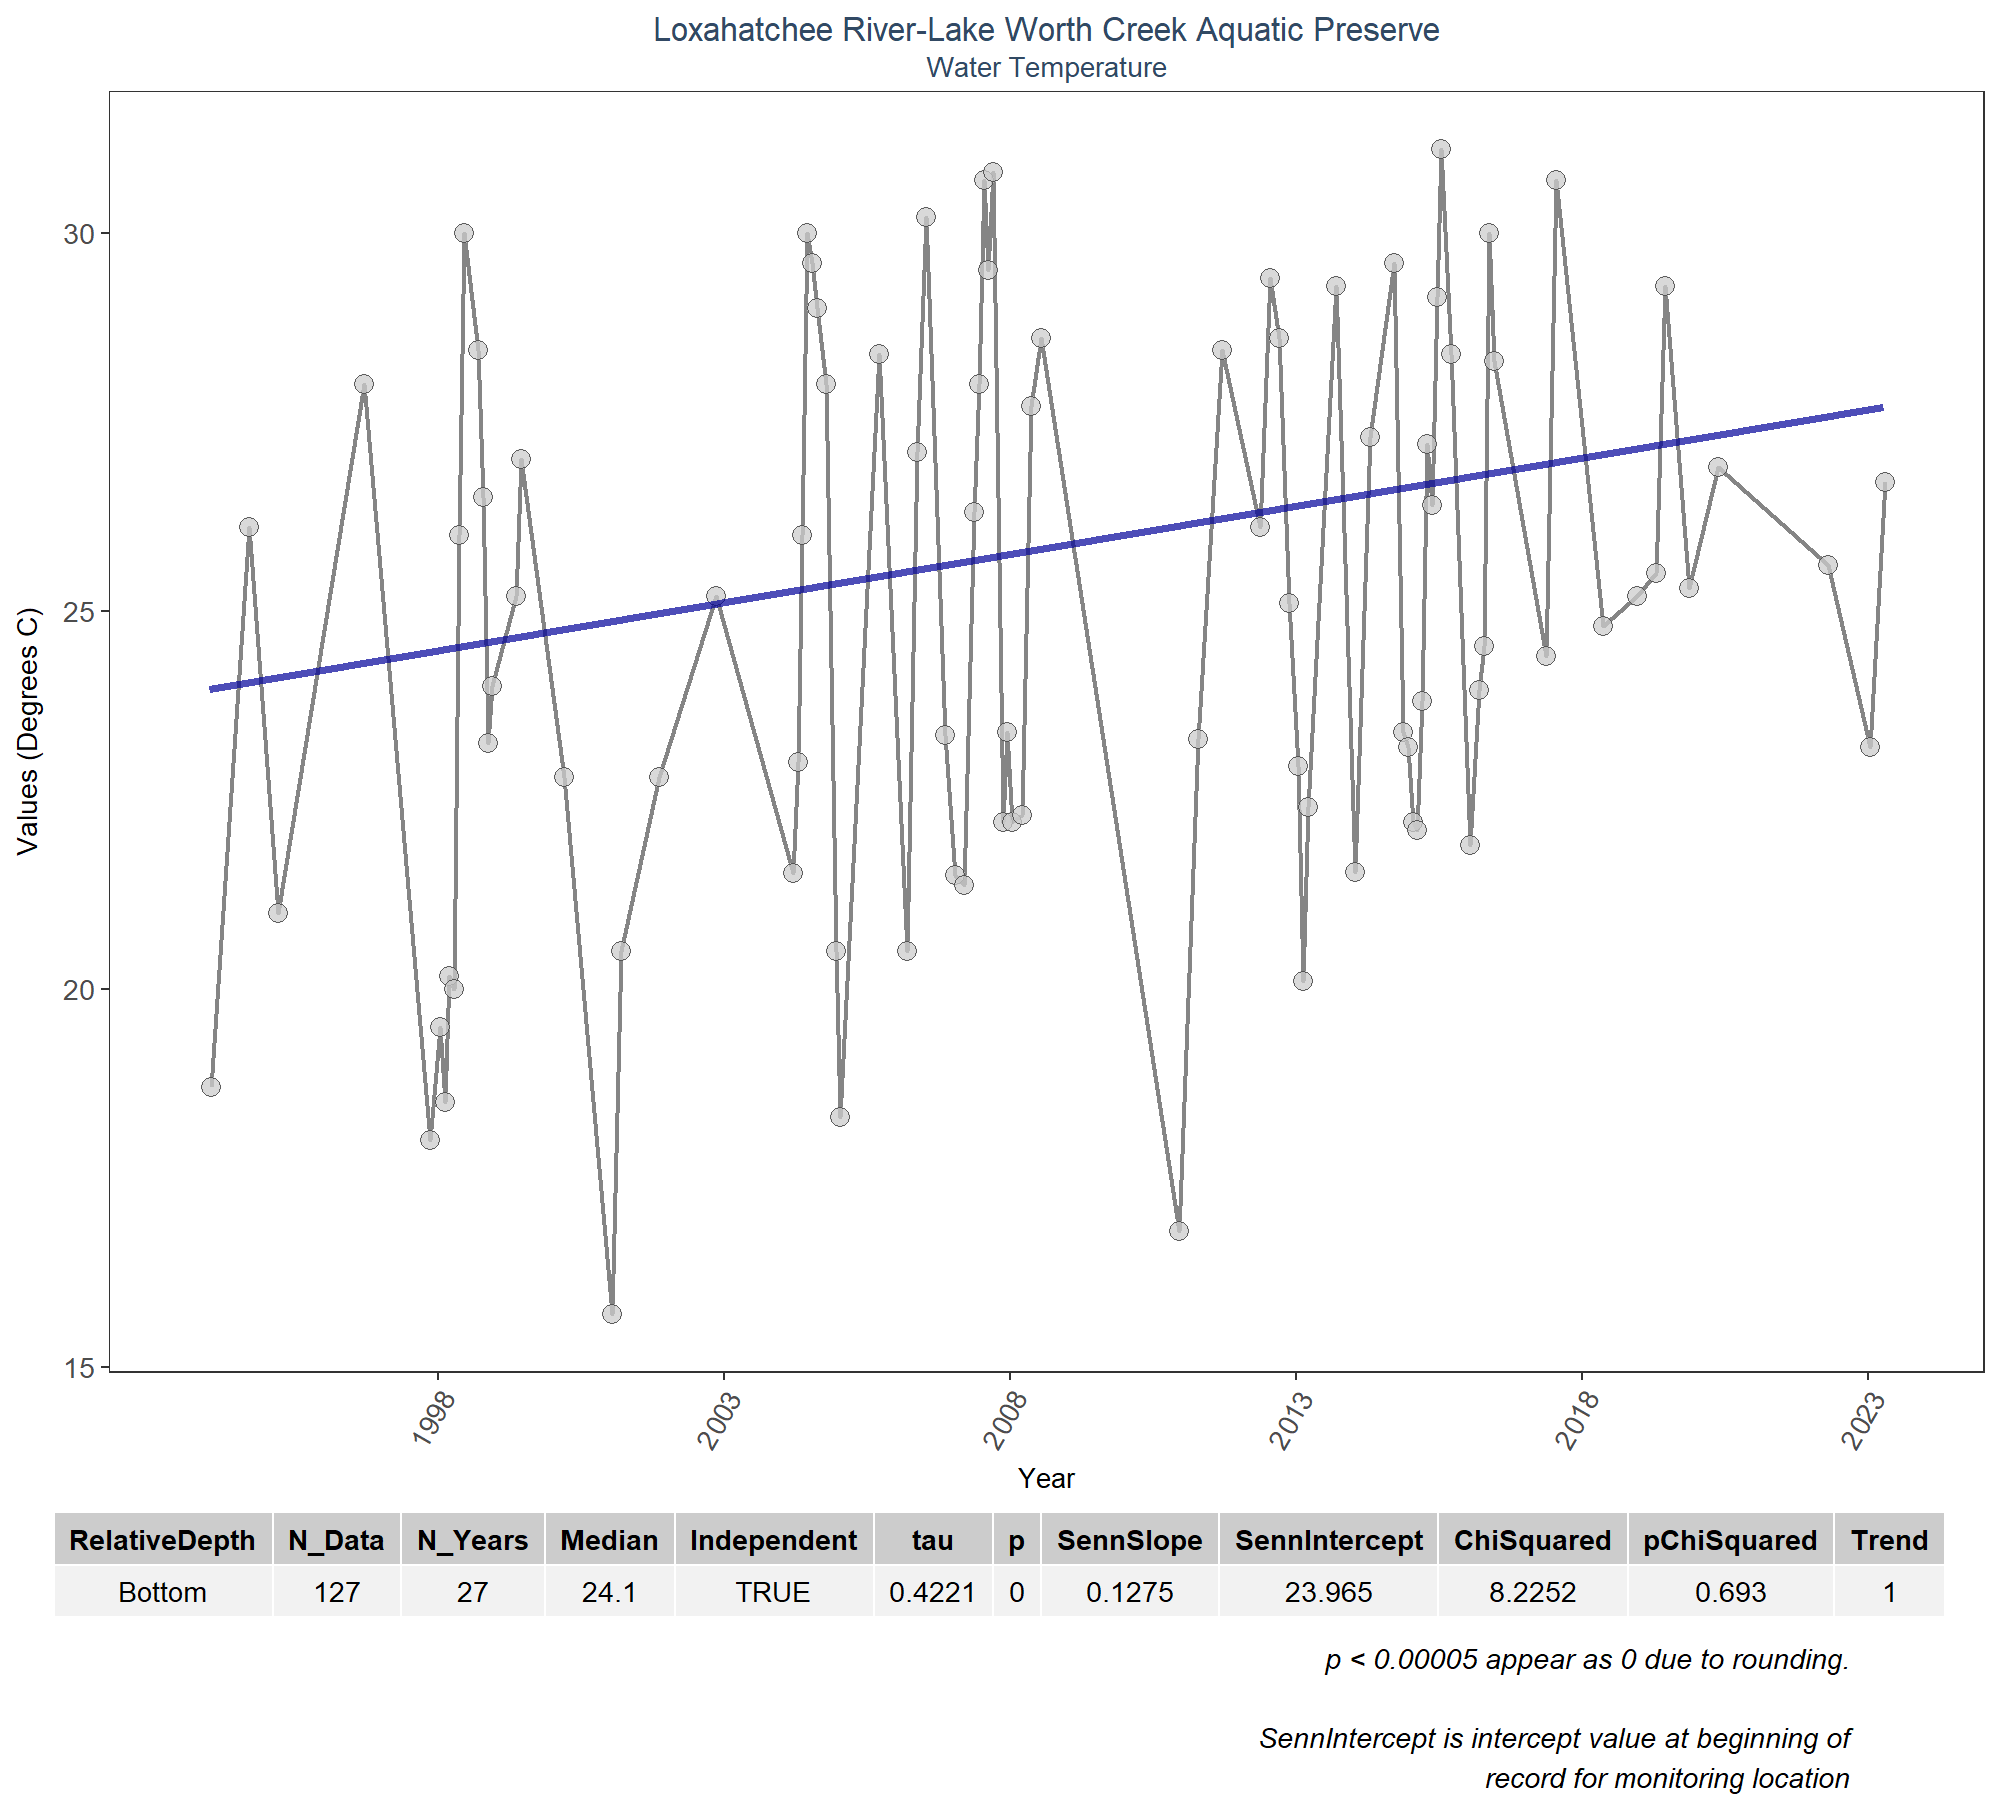 Loxahatchee River-Lake Worth Creek Aquatic Preserve
Water Temperature
Values (Degrees C)
30
25
20
15
1998
2003
2008
2013
2018
2023
Year
RelativeDepth N_Data N_Years Median Independent tau p SennSlope SennIntercept ChiSquared pChiSquared Trend
Bottom 127 27 24.1 TRUE 0.4221 0 0.1275 23.965 8.2252 0.693 1
p < 0.00005 appear as 0 due to rounding.
SennIntercept is intercept value at beginning of
record for monitoring location